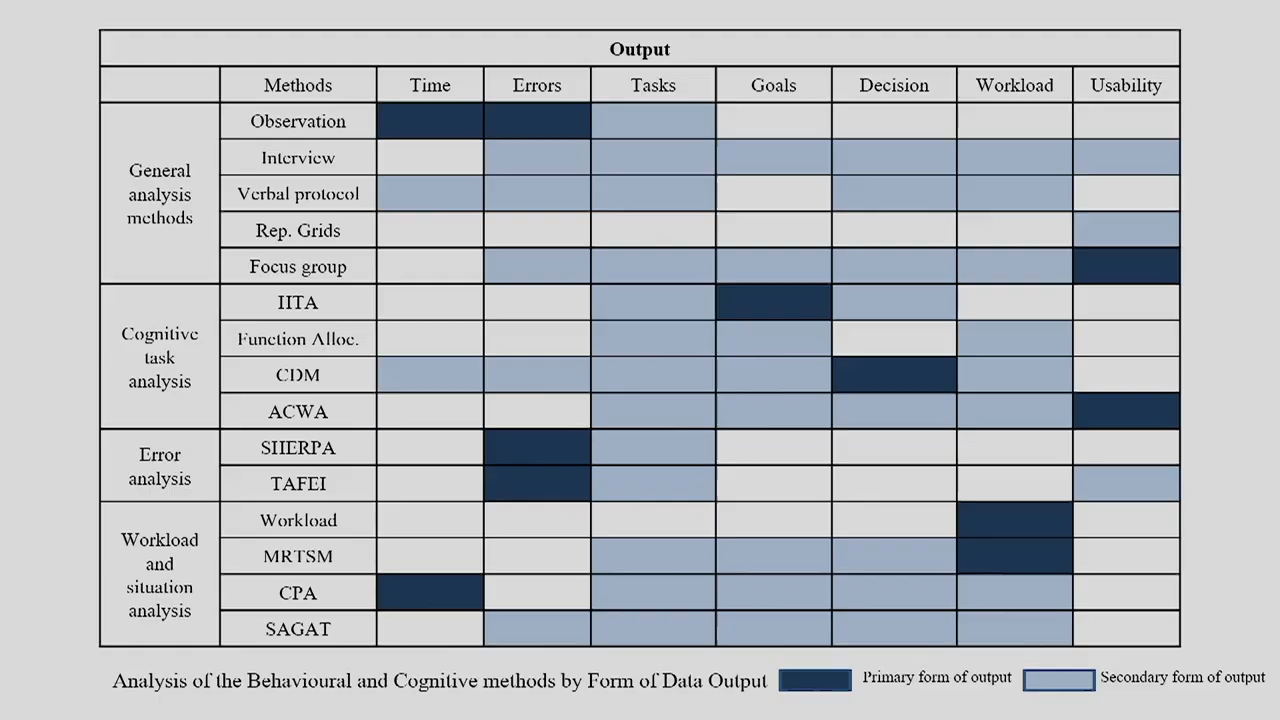 Output
Methods Time Errors Tasks Goals Decision Workload Usability
General
analysis
methods
Observation
Interview
Verbal protocol
Rep. Grids
Focus group
Cognitive
task
analysis
HTA
Function Alloc.
CDM
ACWA
Error
analysis
SHERPA
TAFEI
Workload
and
situation
analysis
Workload
MRTSM
CPA
SAGAT
Analysis of the Behavioural and Cognitive methods by Form of Data Output
Primary form of output
Secondary form of output